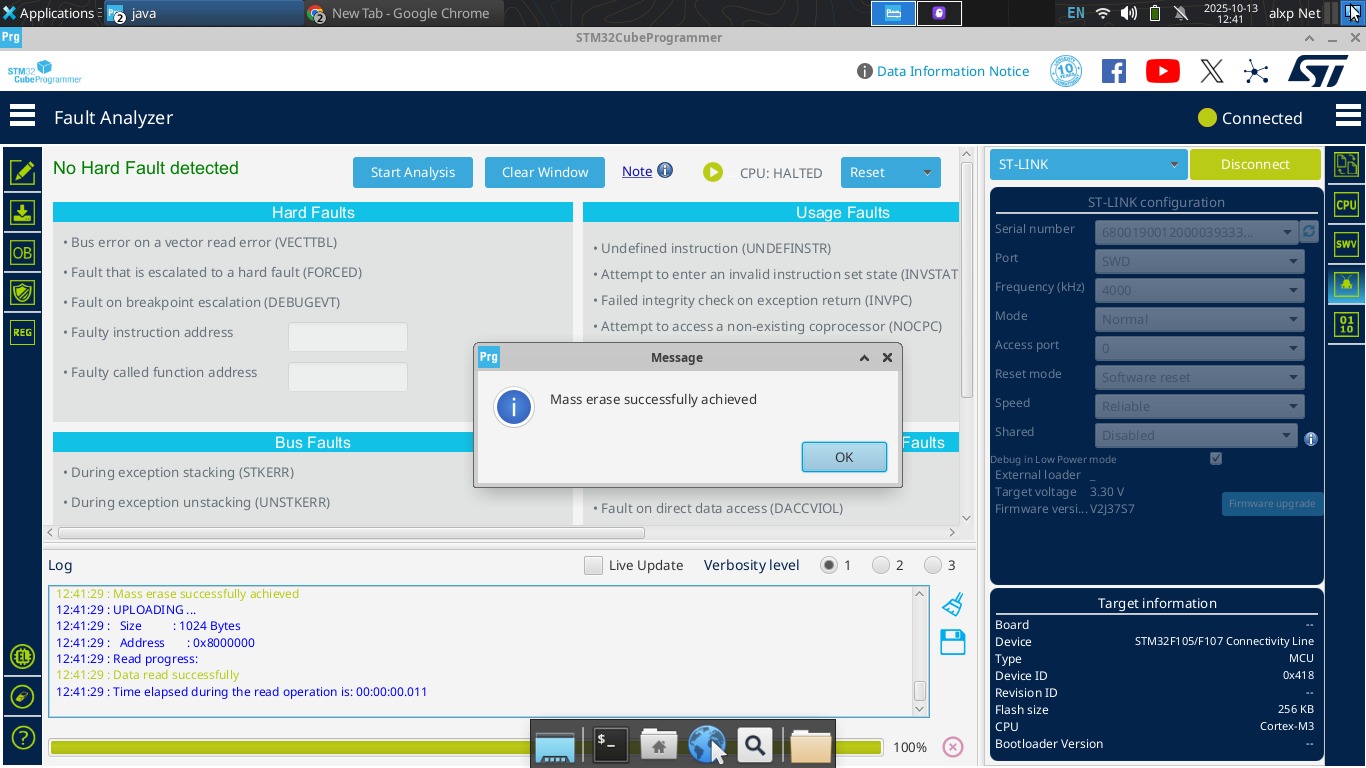 Applications
2 java
2 New Tab - Google Chrome
EN
2025-10-13
12:41
alxp Net
Prg
STM32CubeProgrammer
STM32
CubeProgrammer
Data Information Notice
10
Fault Analyzer
Connected
No Hard Fault detected
Start Analysis
Clear Window
Note
CPU: HALTED
Reset
ST-LINK
Disconnect
OB
REG
CPU
SWV
01
10
Hard Faults
Usage Faults
• Bus error on a vector read error (VECTTBL)
• Fault that is escalated to a hard fault (FORCED)
• Fault on breakpoint escalation (DEBUGEVT)
• Faulty instruction address
• Faulty called function address
• Undefined instruction (UNDEFINSTR)
• Attempt to enter an invalid instruction set state (INVSTAT
• Failed integrity check on exception return (INVPC)
• Attempt to access a non-existing coprocessor (NOCPC)
Bus Faults
Faults
• During exception stacking (STKERR)
• During exception unstacking (UNSTKERR)
• Fault on direct data access (DACCVIOL)
Prg
Message
Mass erase successfully achieved
OK
ST-LINK configuration
Serial number 6800190012000039333...
Port SWD
Frequency (kHz) 4000
Mode Normal
Access port 0
Reset mode Software reset
Speed Reliable
Shared Disabled
Debug in Low Power mode
External loader _
Target voltage 3.30 V
Firmware versi... V2J37S7
Firmware upgrade
Log
Live Update
Verbosity level
1
2
3
12:41:29 : Mass erase successfully achieved
12:41:29 : UPLOADING ...
12:41:29 : Size : 1024 Bytes
12:41:29 : Address : 0x8000000
12:41:29 : Read progress:
12:41:29 : Data read successfully
12:41:29 : Time elapsed during the read operation is: 00:00:00.011
100%
Target information
Board --
Device STM32F105/F107 Connectivity Line
Type MCU
Device ID 0x418
Revision ID --
Flash size 256 KB
CPU Cortex-M3
Bootloader Version --
$_